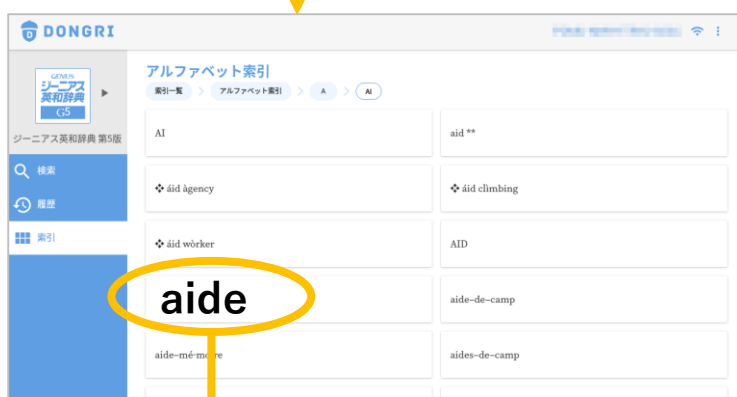 DONGRI
GENIUS
ジーニアス
英和辞典
G5
ジーニアス英和辞典 第5版
検索
履歴
索引
アルファベット索引
索引一覧 > アルファベット索引 > A > AI
AI
aid **
❖ áid àgency
❖ áid clìmbing
❖ áid wòrker
AID
aide
aide-de-camp
aide-mé·moire
aides-de-camp